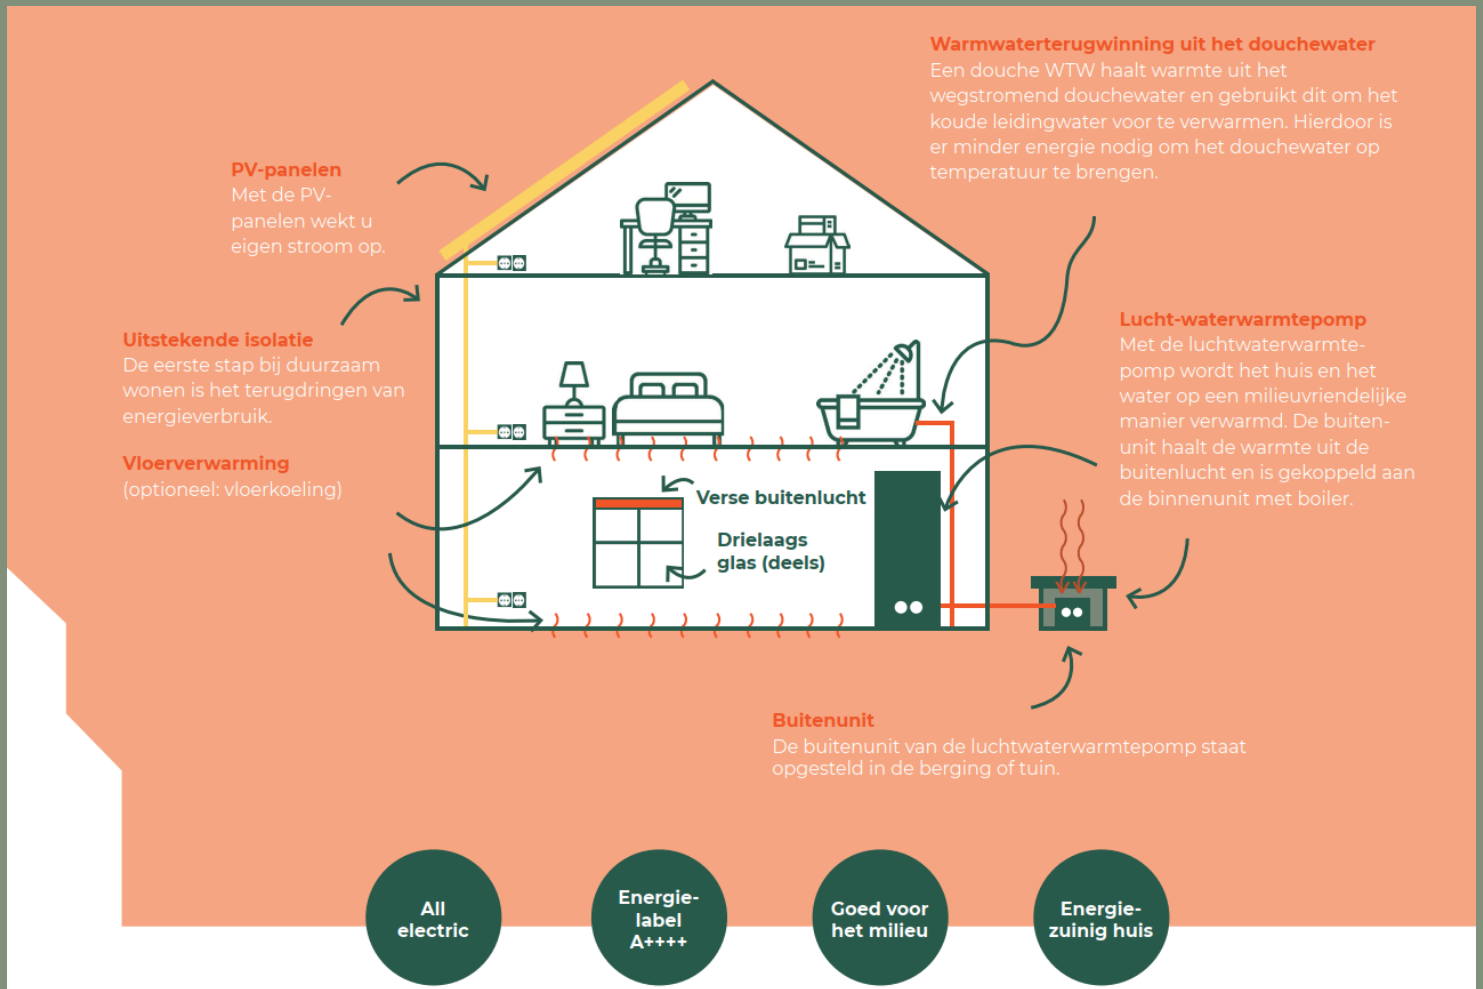 Warmwaterterugwinning uit het douchewater
Een douche WTW haalt warmte uit het
wegstromend douchewater en gebruikt dit om het
koude leidingwater voor te verwarmen. Hierdoor is
er minder energie nodig om het douchewater op
temperatuur te brengen.
PV-panelen
Met de PV-
panelen wekt u
eigen stroom op.
Uitstekende isolatie
De eerste stap bij duurzaam
wonen is het terugdringen van
energieverbruik.
Vloerverwarming
(optioneel: vloerkoeling)
Lucht-waterwarmtepomp
Met de luchtwaterwarmte-
pomp wordt het huis en het
water op een milieuvriendelijke
manier verwarmd. De buiten-
unit haalt de warmte uit de
buitenlucht en is gekoppeld aan
de binnenunit met boiler.
Verse buitenlucht
Drielaags
glas (deels)
Buitenunit
De buitenunit van de luchtwaterwarmtepomp staat
opgesteld in de berging of tuin.
All
electric
Energie-
label
A++++
Goed voor
het milieu
Energie-
zuinig huis